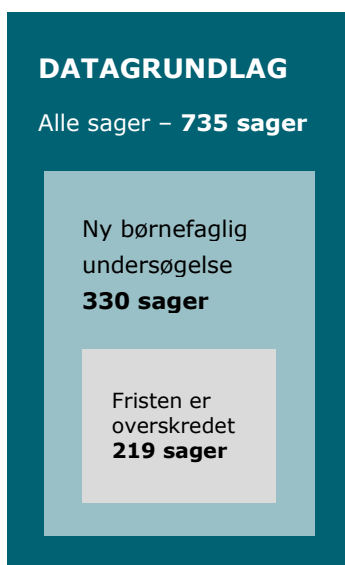 DATAGRUNDLAG
Alle sager – 735 sager
Ny børnefaglig
undersøgelse
330 sager
Fristen er
overskredet
219 sager